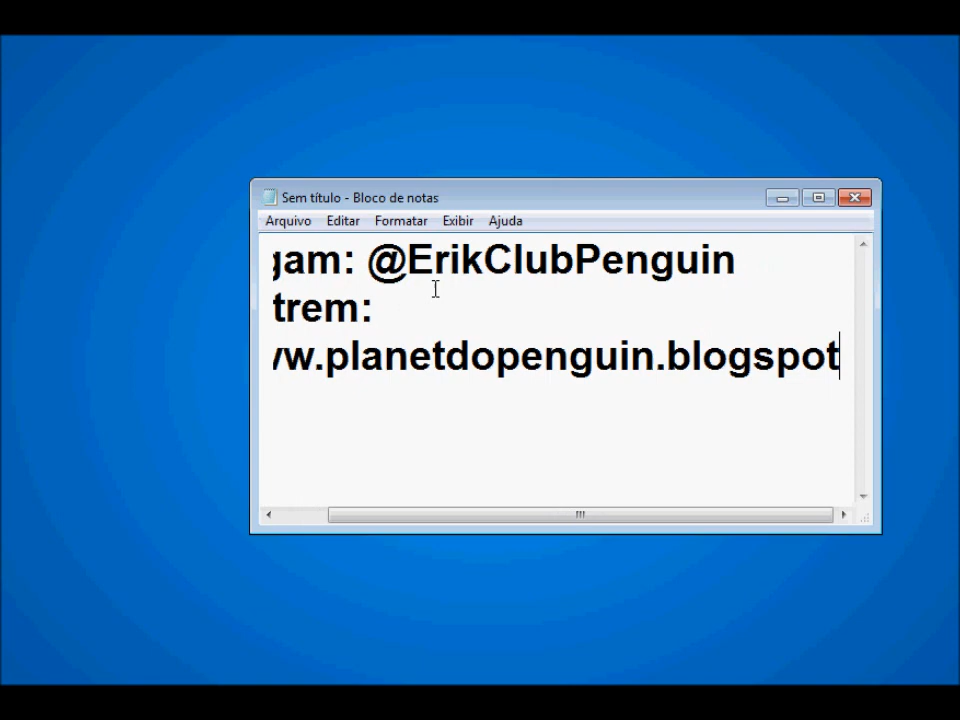 Sem título - Bloco de notas
Arquivo Editar Formatar Exibir Ajuda
gam: @ErikClubPenguin
trem:
w.planetdopenguin.blogspot